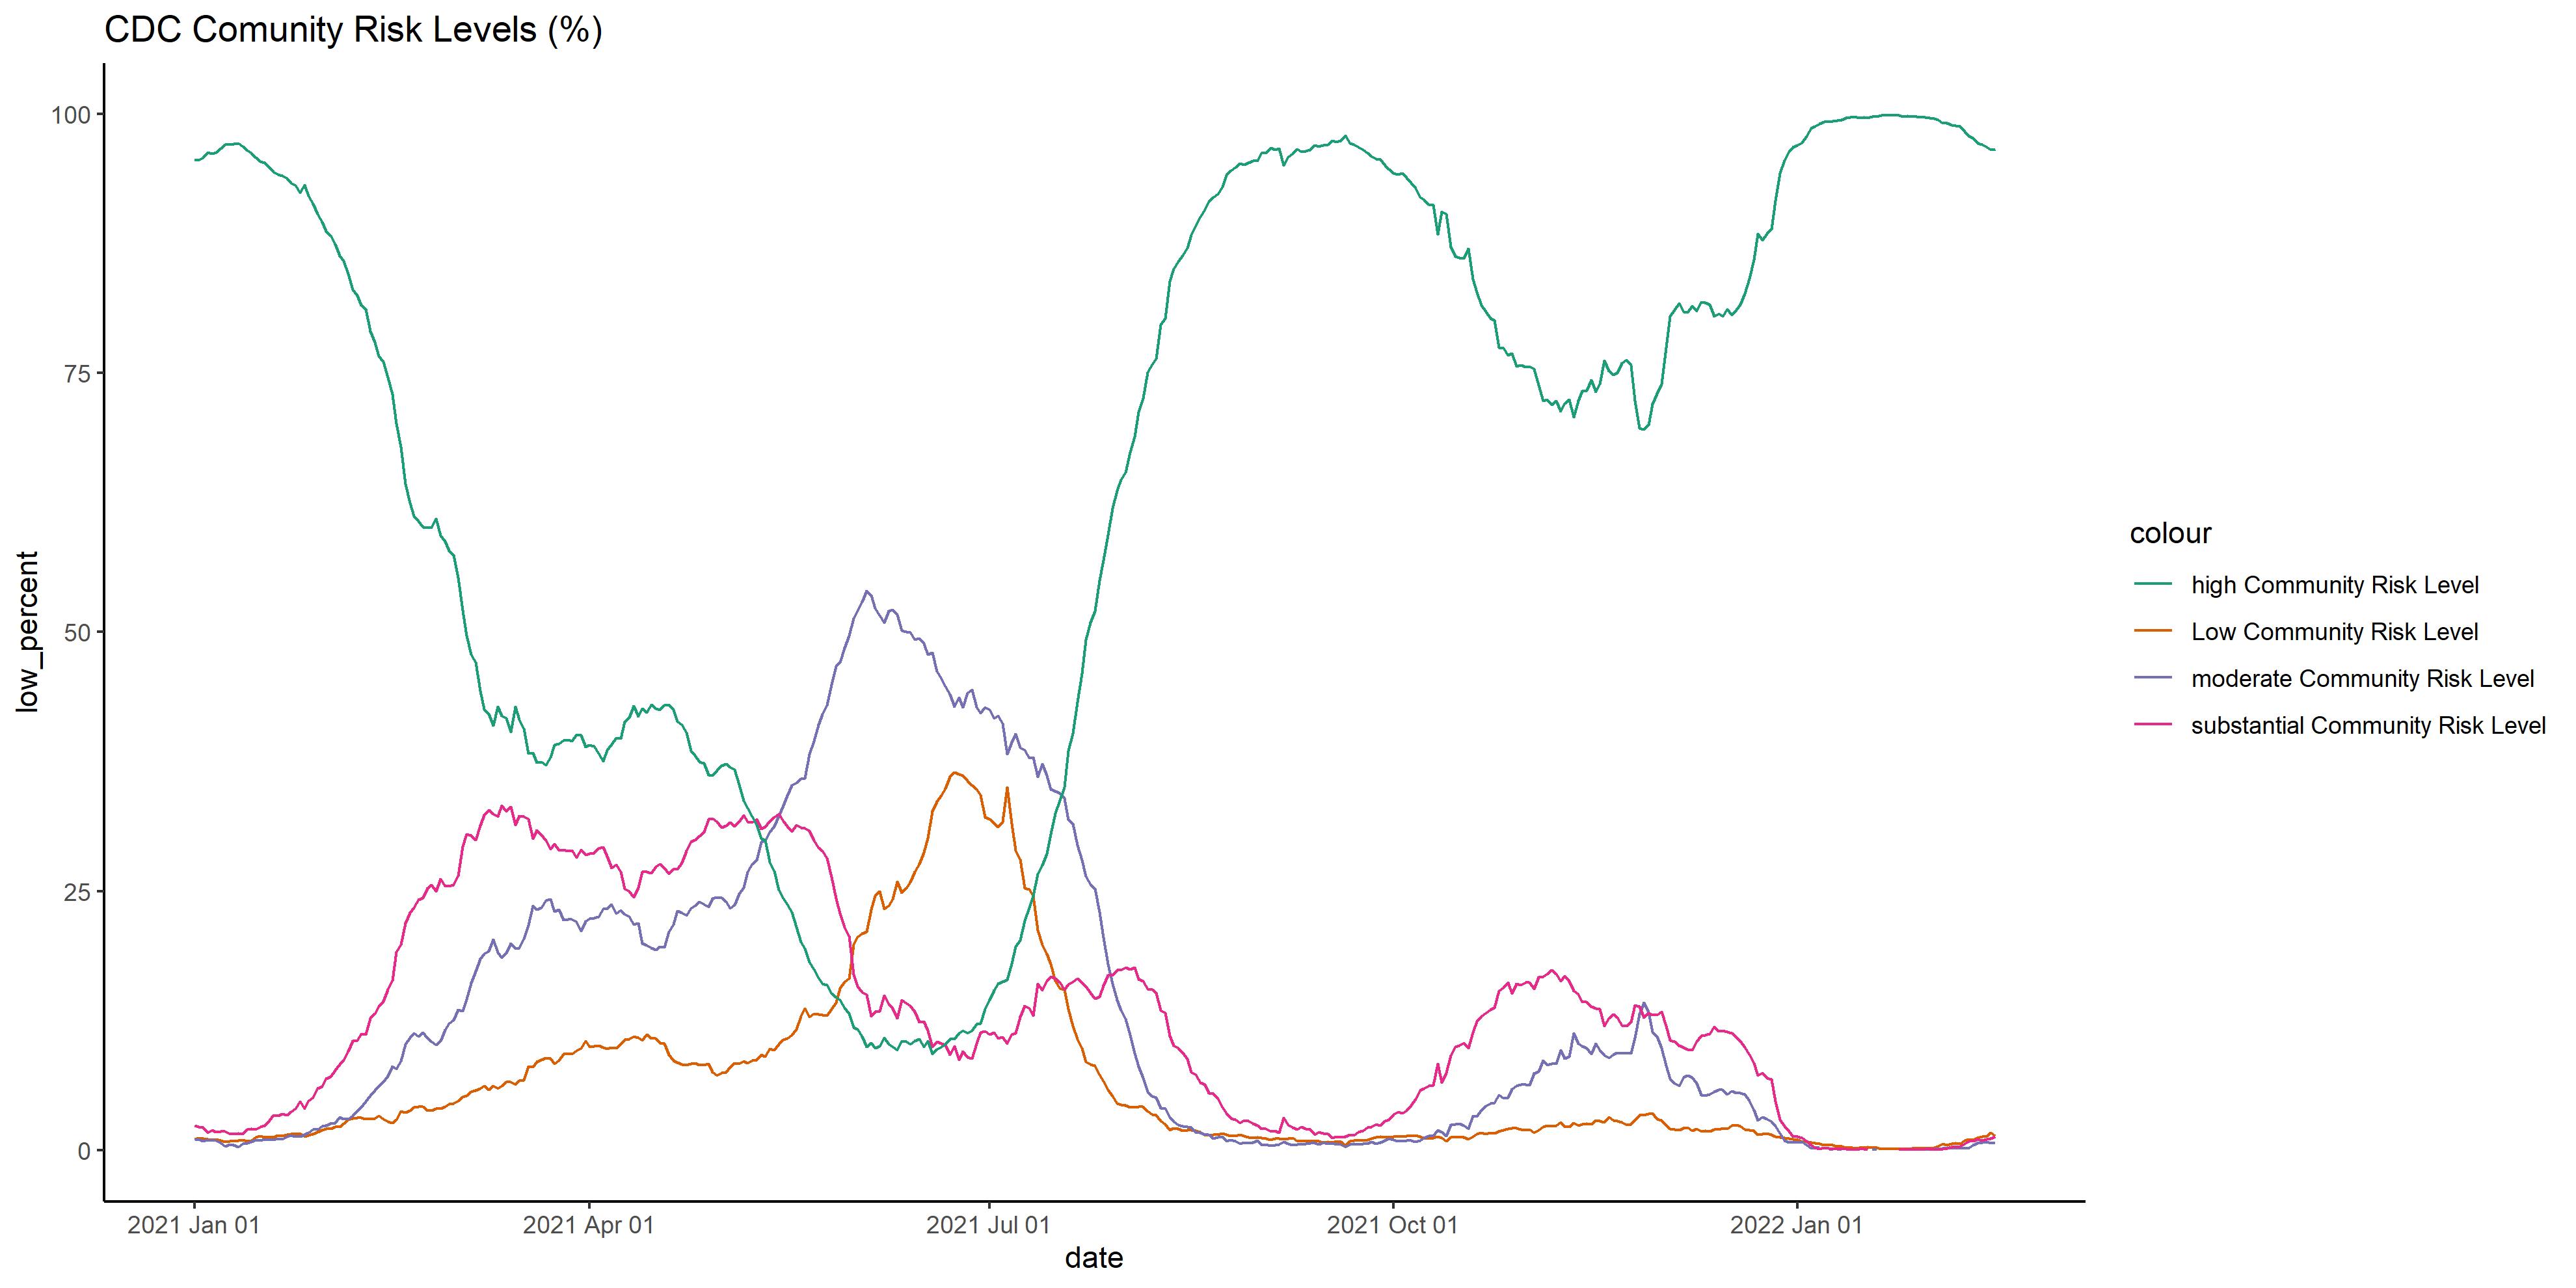 CDC Comunity Risk Levels (%)
low_percent
100
75
50
25
0
2021 Jan 01
2021 Apr 01
2021 Jul 01
2021 Oct 01
2022 Jan 01
date
colour
high Community Risk Level
Low Community Risk Level
moderate Community Risk Level
substantial Community Risk Level